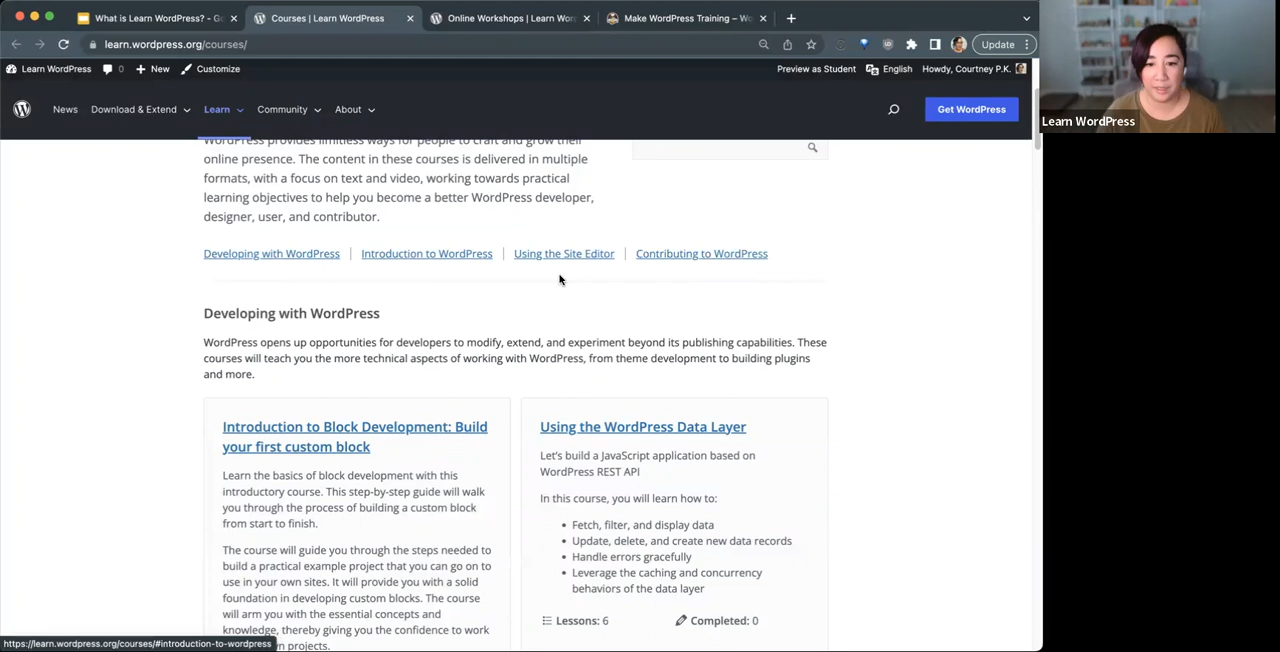 What is Learn WordPress? - Go
Courses | Learn WordPress
Online Workshops | Learn Wor
Make WordPress Training – Wo
learn.wordpress.org/courses/
Update
Learn WordPress
0
New
Customize
Preview as Student
English
Howdy, Courtney P.K.
News
Download & Extend
Learn
Community
About
Get WordPress
Learn WordPress
WordPress provides limitless ways for people to craft and grow their
online presence. The content in these courses is delivered in multiple
formats, with a focus on text and video, working towards practical
learning objectives to help you become a better WordPress developer,
designer, user, and contributor.
Developing with WordPress | Introduction to WordPress | Using the Site Editor | Contributing to WordPress
Developing with WordPress
WordPress opens up opportunities for developers to modify, extend, and experiment beyond its publishing capabilities. These
courses will teach you the more technical aspects of working with WordPress, from theme development to building plugins
and more.
Introduction to Block Development: Build
your first custom block
Learn the basics of block development with this
introductory course. This step-by-step guide will walk
you through the process of building a custom block
from start to finish.
The course will guide you through the steps needed to
build a practical example project that you can go on to
use in your own sites. It will provide you with a solid
foundation in developing custom blocks. The course
will arm you with the essential concepts and
knowledge, thereby giving you the confidence to work
n projects.
Using the WordPress Data Layer
Let's build a JavaScript application based on
WordPress REST API
In this course, you will learn how to:
• Fetch, filter, and display data
• Update, delete, and create new data records
• Handle errors gracefully
• Leverage the caching and concurrency
behaviors of the data layer
Lessons: 6
Completed: 0
https://learn.wordpress.org/courses/#introduction-to-wordpress